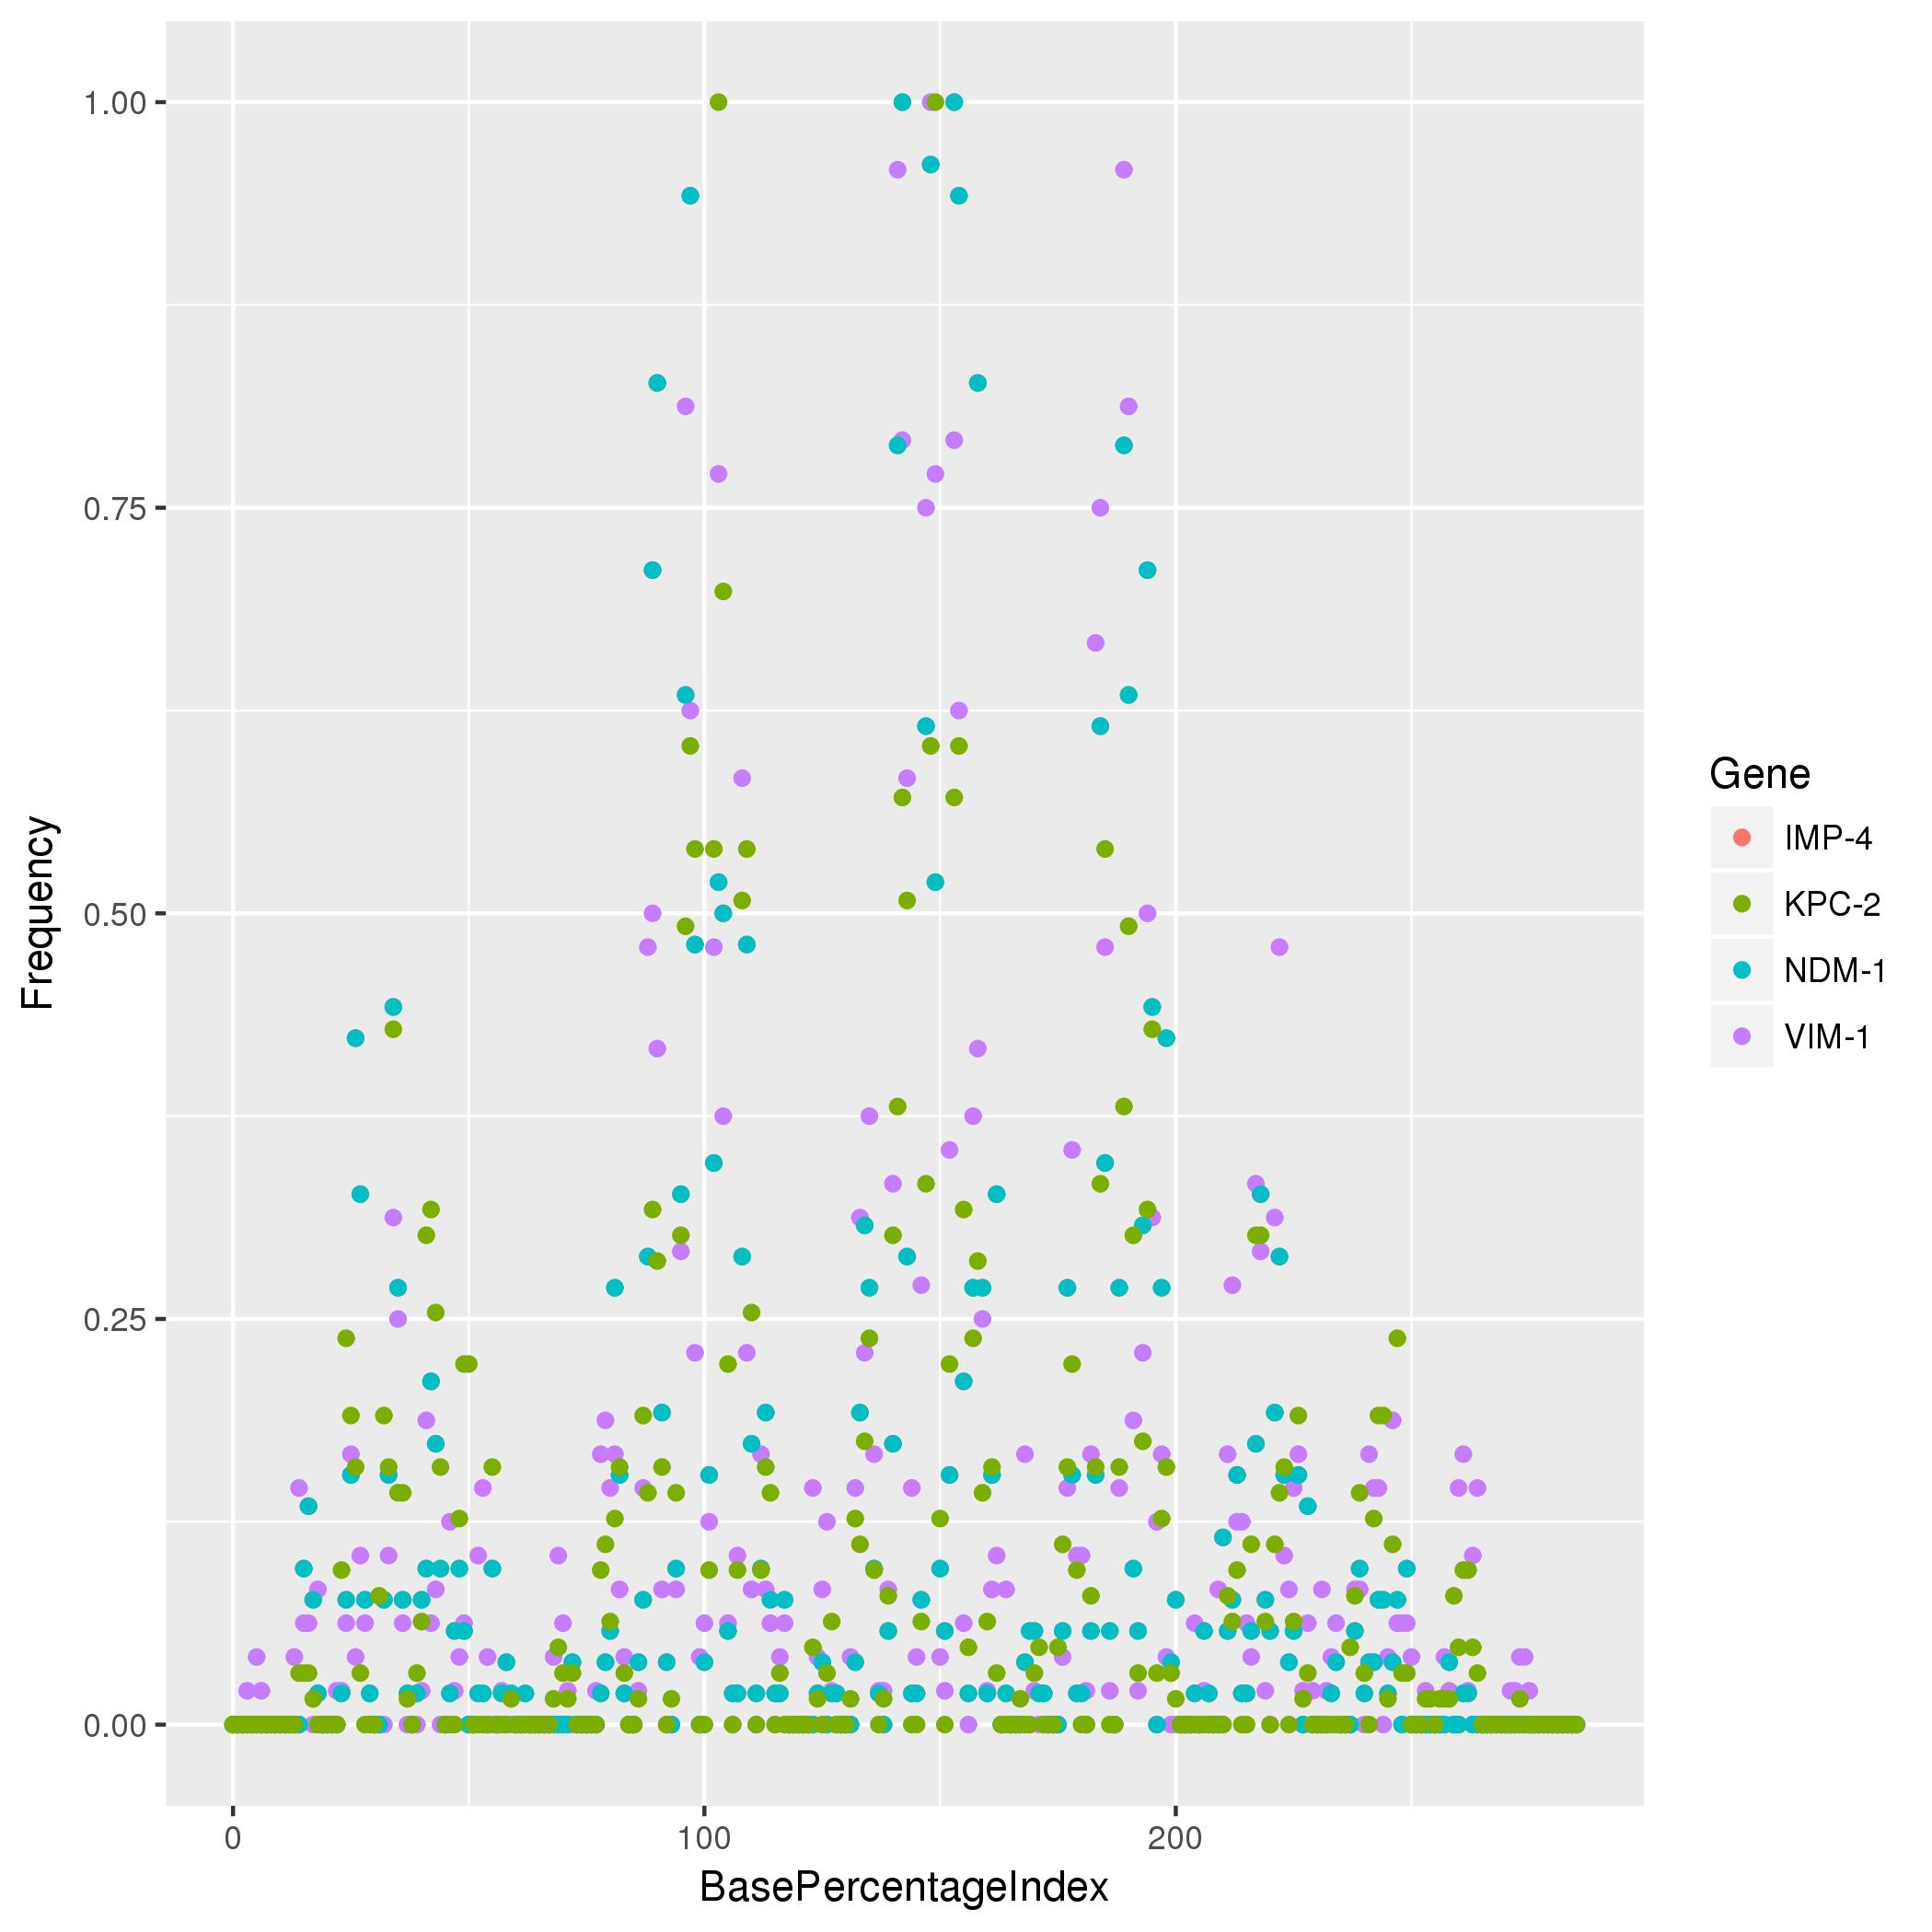 1.00
0.75
0.50
0.25
0.00
Frequency
0 100 200
BasePercentageIndex
Gene
IMP-4
KPC-2
NDM-1
VIM-1